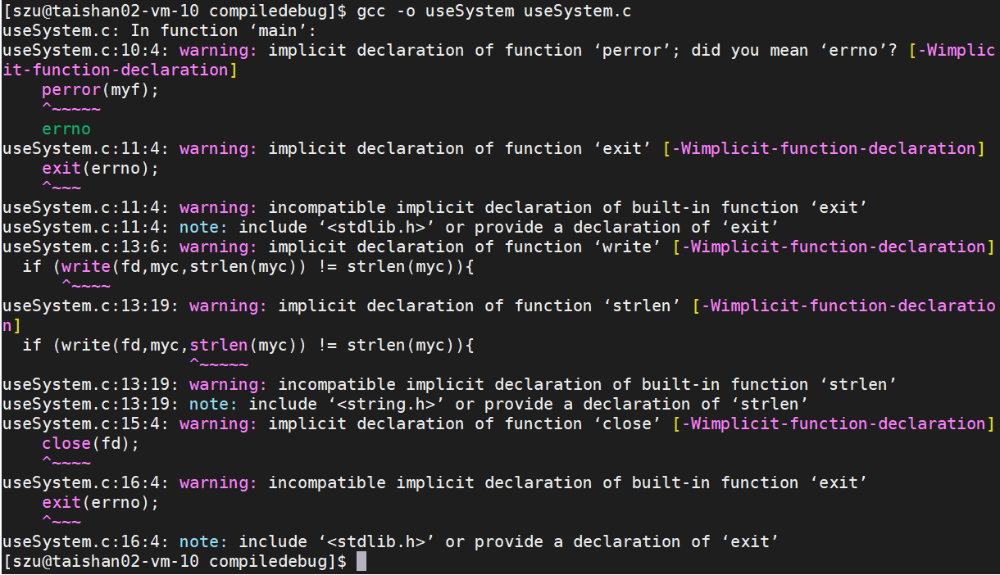 [szu@taishan02-vm-10 compiledebug]$ gcc -o useSystem useSystem.c
useSystem.c: In function ‘main’:
useSystem.c:10:4: warning: implicit declaration of function ‘perror’; did you mean ‘errno’? [-Wimplic
it-function-declaration]
    perror(myf);
    ^~~~~~
    errno
useSystem.c:11:4: warning: implicit declaration of function ‘exit’ [-Wimplicit-function-declaration]
    exit(errno);
    ^~~~
useSystem.c:11:4: warning: incompatible implicit declaration of built-in function ‘exit’
useSystem.c:11:4: note: include ‘<stdlib.h>’ or provide a declaration of ‘exit’
useSystem.c:13:6: warning: implicit declaration of function ‘write’ [-Wimplicit-function-declaration]
  if (write(fd,myc,strlen(myc)) != strlen(myc)){
      ^~~~~
useSystem.c:13:19: warning: implicit declaration of function ‘strlen’ [-Wimplicit-function-declaratio
n]
  if (write(fd,myc,strlen(myc)) != strlen(myc)){
                   ^~~~~~
useSystem.c:13:19: warning: incompatible implicit declaration of built-in function ‘strlen’
useSystem.c:13:19: note: include ‘<string.h>’ or provide a declaration of ‘strlen’
useSystem.c:15:4: warning: implicit declaration of function ‘close’ [-Wimplicit-function-declaration]
    close(fd);
    ^~~~~
useSystem.c:16:4: warning: incompatible implicit declaration of built-in function ‘exit’
    exit(errno);
    ^~~~
useSystem.c:16:4: note: include ‘<stdlib.h>’ or provide a declaration of ‘exit’
[szu@taishan02-vm-10 compiledebug]$